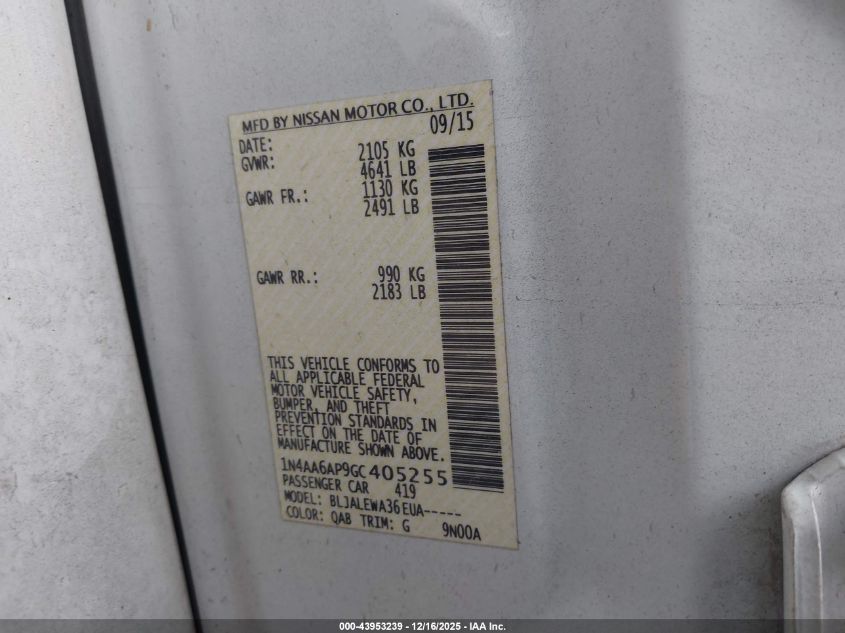 MFD BY NISSAN MOTOR CO., LTD.
DATE: 09/15
GVWR: 2105 KG
4641 LB
GAWR FR.: 1130 KG
2491 LB
GAWR RR.: 990 KG
2183 LB
THIS VEHICLE CONFORMS TO
ALL APPLICABLE FEDERAL
MOTOR VEHICLE SAFETY,
BUMPER, AND THEFT
PREVENTION STANDARDS IN
EFFECT ON THE DATE OF
MANUFACTURE SHOWN ABOVE.
1N4AA6AP9GC405255
PASSENGER CAR 419
MODEL: BLJALEWA36EUA-----
COLOR: QAB TRIM: G 9N00A
000-43953239 - 12/16/2025 - IAA Inc.